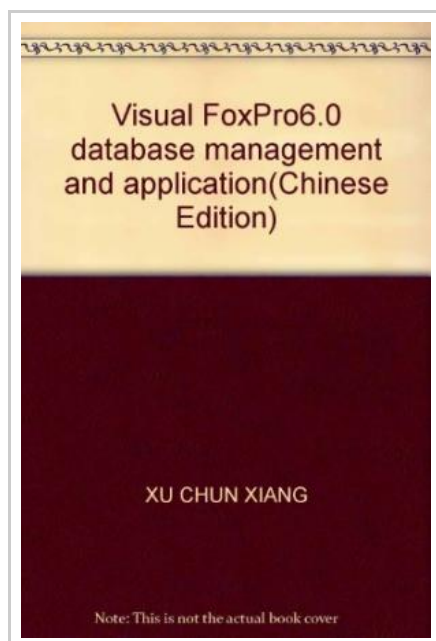 Visual FoxPro6.0
database management
and application(Chinese
Edition)
XU CHUN XIANG
Note: This is not the actual book cover